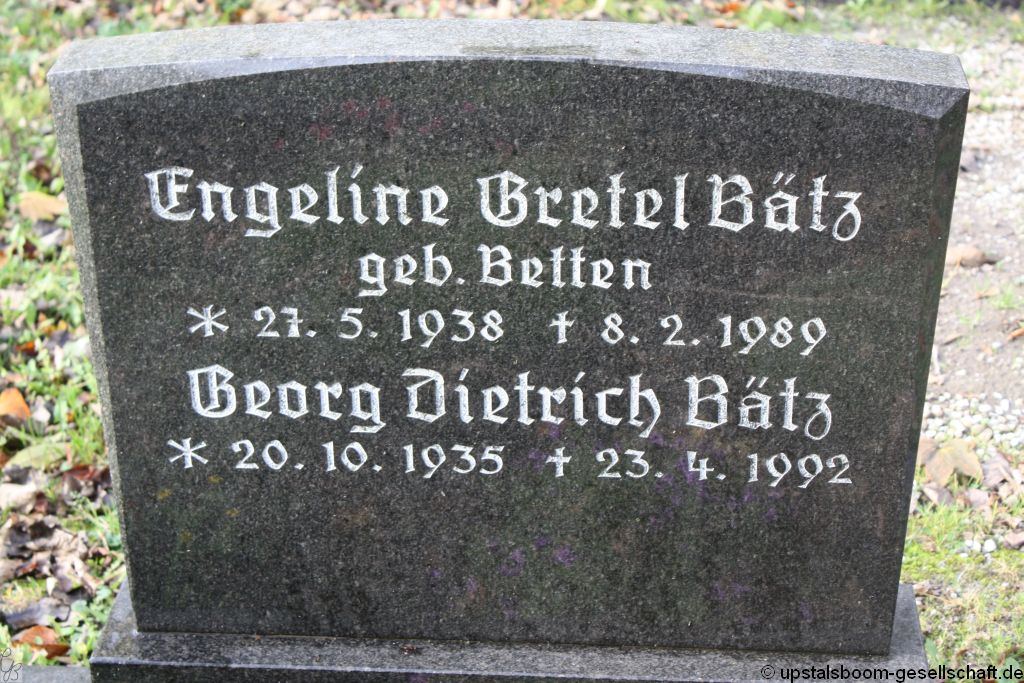 Engeline Gretel Bätz
geb. Betten
* 27. 5. 1938 † 8. 2. 1989
Georg Dietrich Bätz
* 20. 10. 1935 † 23. 4. 1992
© upstalsboom-gesellschaft.de